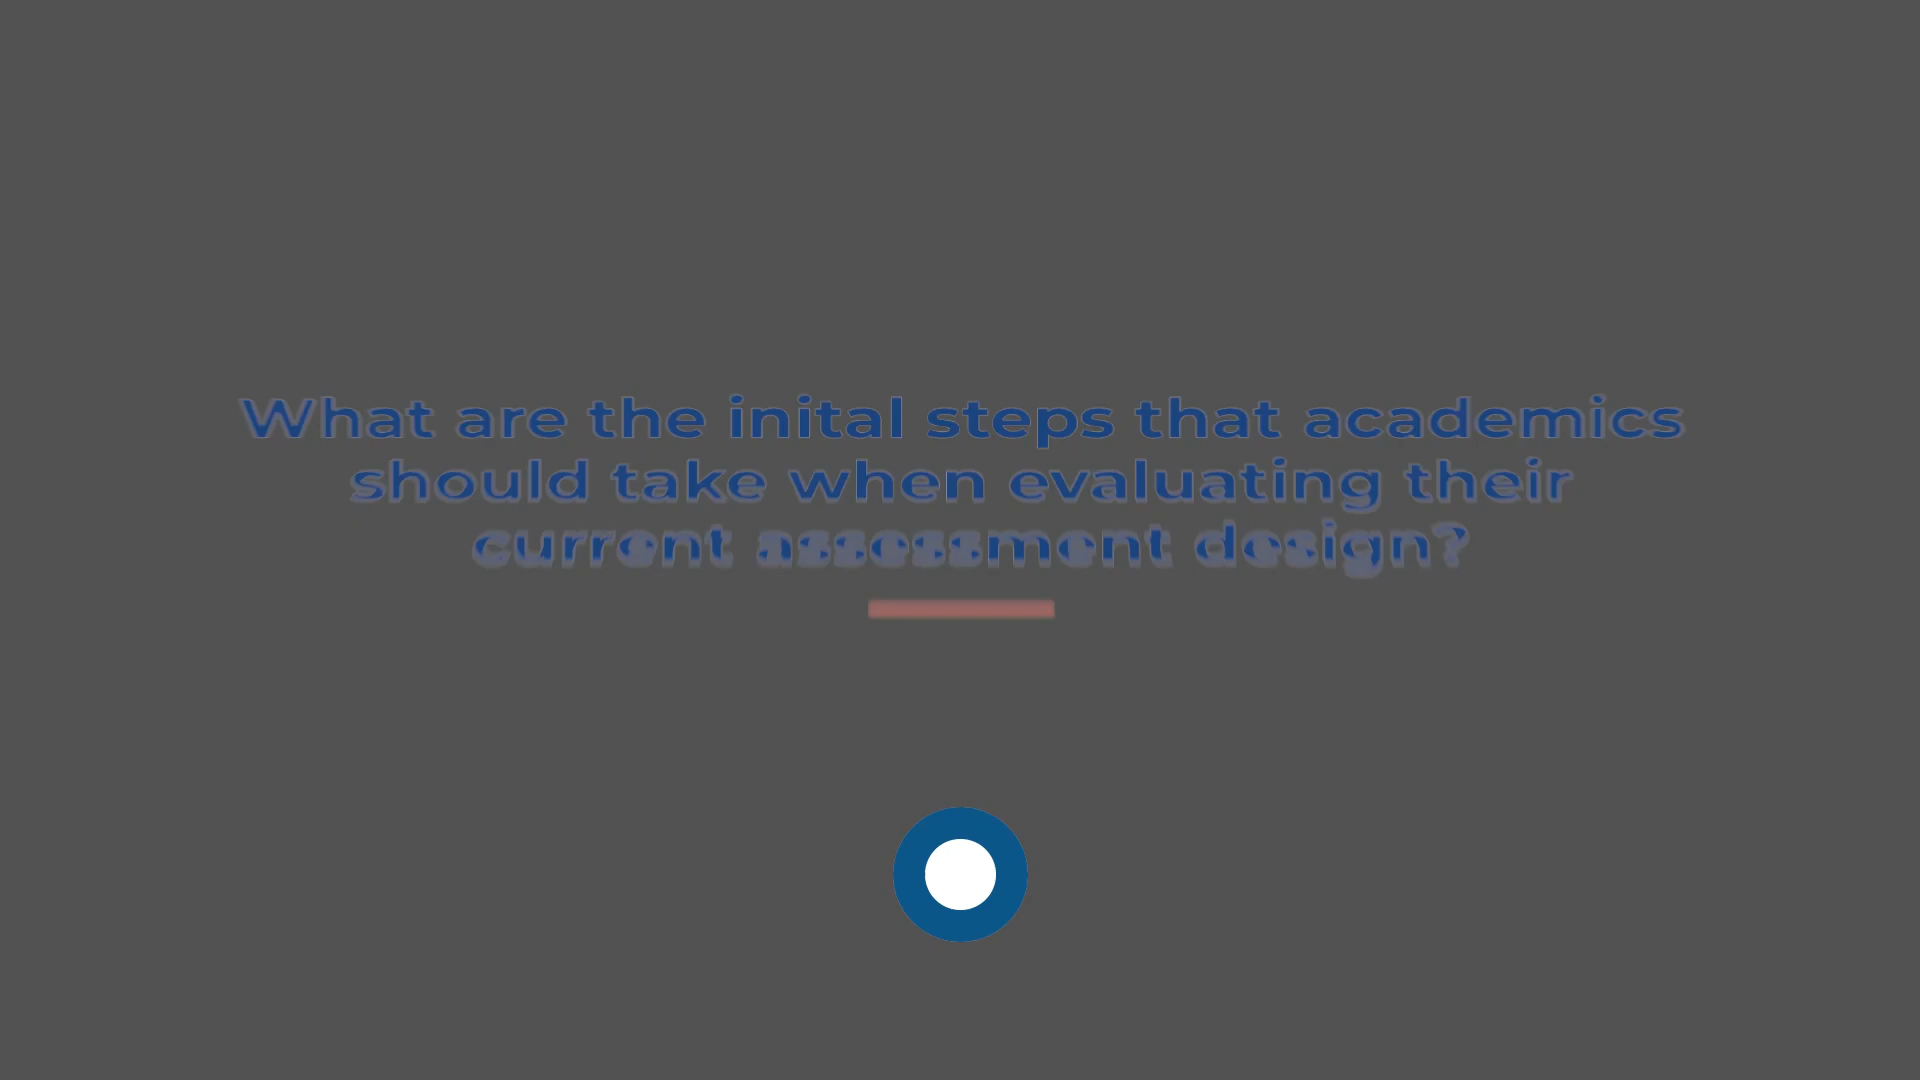 What are the inital steps that academics
should take when evaluating their
current assessment design?